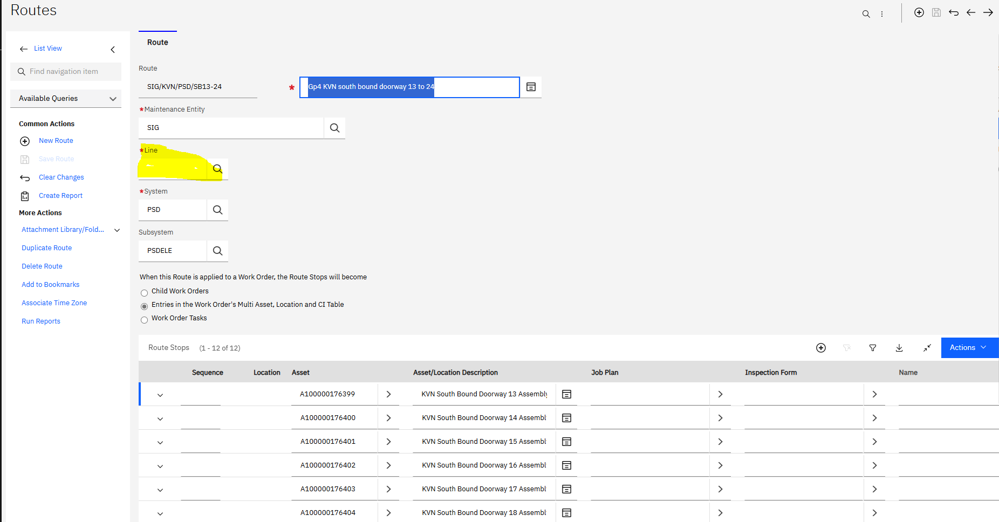 Routes
List View
Find navigation item
Available Queries
Common Actions
New Route
Save Route
Clear Changes
Create Report
More Actions
Attachment Library/Fold...
Duplicate Route
Delete Route
Add to Bookmarks
Associate Time Zone
Run Reports
Route
Route
SIG/KVN/PSD/SB13-24 * Gp4 KVN south bound doorway 13 to 24
*Maintenance Entity
SIG
*Line
*System
PSD
Subsystem
PSDELE
When this Route is applied to a Work Order, the Route Stops will become
Child Work Orders
Entries in the Work Order's Multi Asset, Location and CI Table
Work Order Tasks
Route Stops (1 - 12 of 12) Actions
Sequence Location Asset Asset/Location Description Job Plan Inspection Form Name
A100000176399 KVN South Bound Doorway 13 Assembly
A100000176400 KVN South Bound Doorway 14 Assembl
A100000176401 KVN South Bound Doorway 15 Assembl
A100000176402 KVN South Bound Doorway 16 Assembl
A100000176403 KVN South Bound Doorway 17 Assembl
A100000176404 KVN South Bound Doorway 18 Assembl